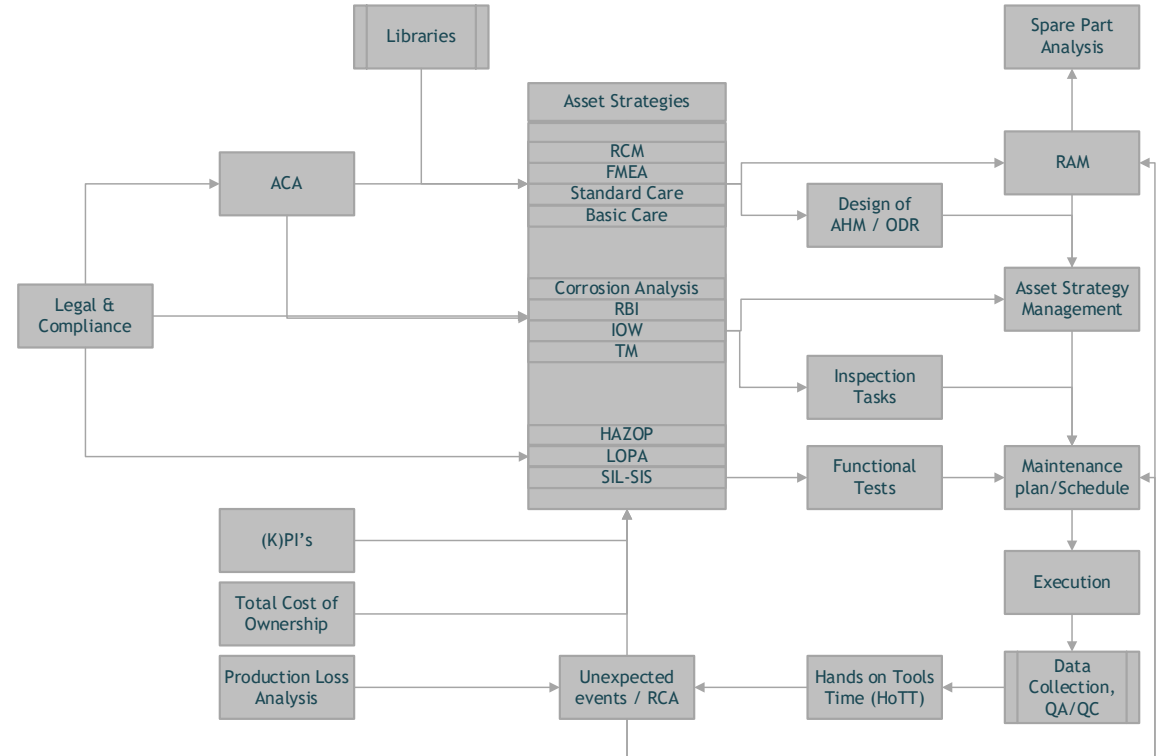 Libraries
Spare Part
Analysis
Asset Strategies
RCM
FMEA
Standard Care
Basic Care
ACA
RAM
Design of
AHM / ODR
Legal &
Compliance
Corrosion Analysis
RBI
IOW
TM
Asset Strategy
Management
Inspection
Tasks
HAZOP
LOPA
SIL-SIS
Functional
Tests
Maintenance
plan/Schedule
(K)PI’s
Execution
Total Cost of
Ownership
Production Loss
Analysis
Unexpected
events / RCA
Hands on Tools
Time (HoTT)
Data
Collection,
QA/QC